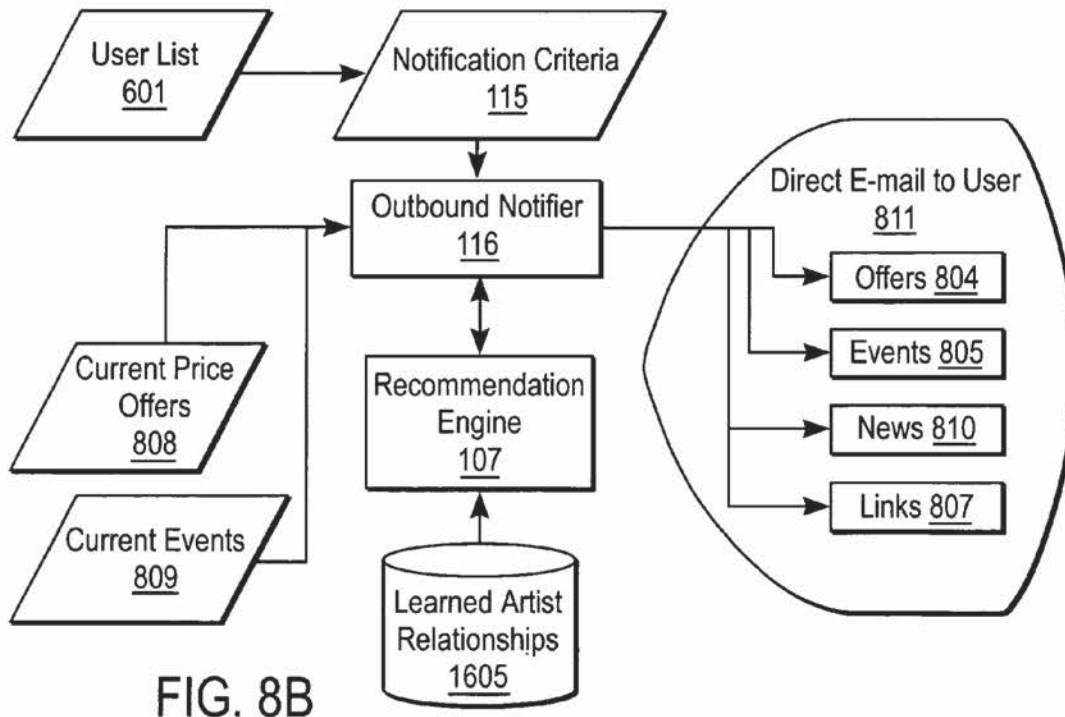 User List
601
Notification Criteria
115
Outbound Notifier
116
Direct E-mail to User
811
Offers 804
Events 805
News 810
Links 807
Current Price
Offers
808
Recommendation
Engine
107
Current Events
809
Learned Artist
Relationships
1605
FIG. 8B